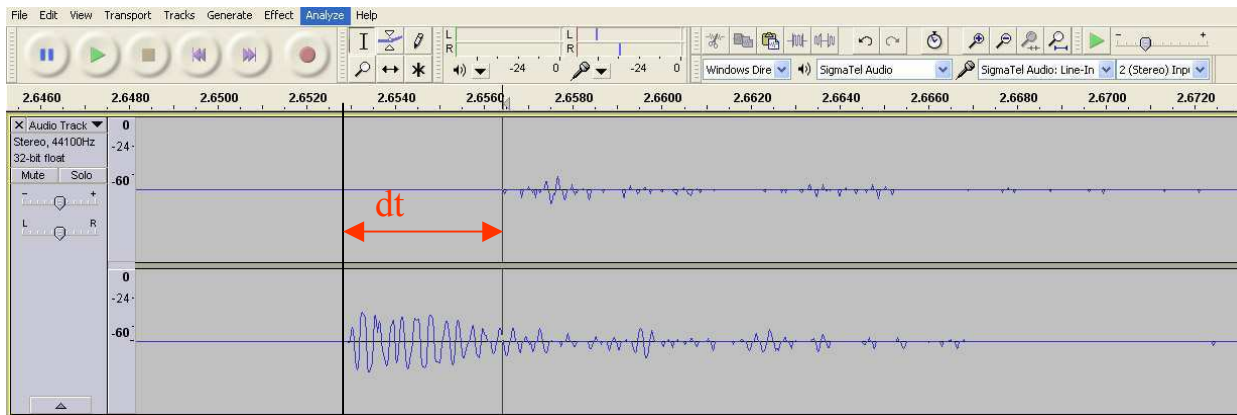 File Edit View Transport Tracks Generate Effect Analyze Help
L
R
-24 0
L
R
-24 0
Windows Dire
SigmaTel Audio
SigmaTel Audio: Line-In
2 (Stereo) Inpu
- +
2.6460 2.6480 2.6500 2.6520 2.6540 2.6560 2.6580 2.6600 2.6620 2.6640 2.6660 2.6680 2.6700 2.6720
X Audio Track
Stereo, 44100Hz
32-bit float
Mute Solo
- +
L R
0
-24
-60
dt
0
-24
-60